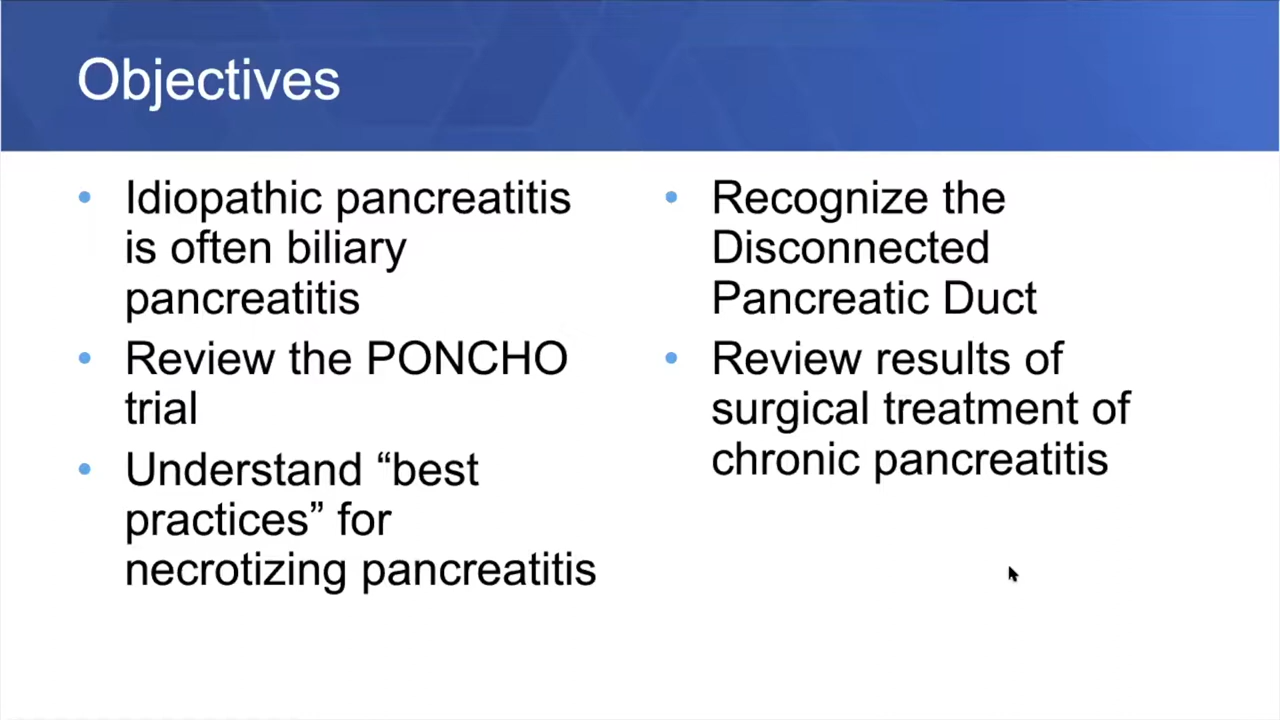 Objectives
• Idiopathic pancreatitis
is often biliary
pancreatitis
• Review the PONCHO
trial
• Understand “best
practices” for
necrotizing pancreatitis
• Recognize the
Disconnected
Pancreatic Duct
• Review results of
surgical treatment of
chronic pancreatitis